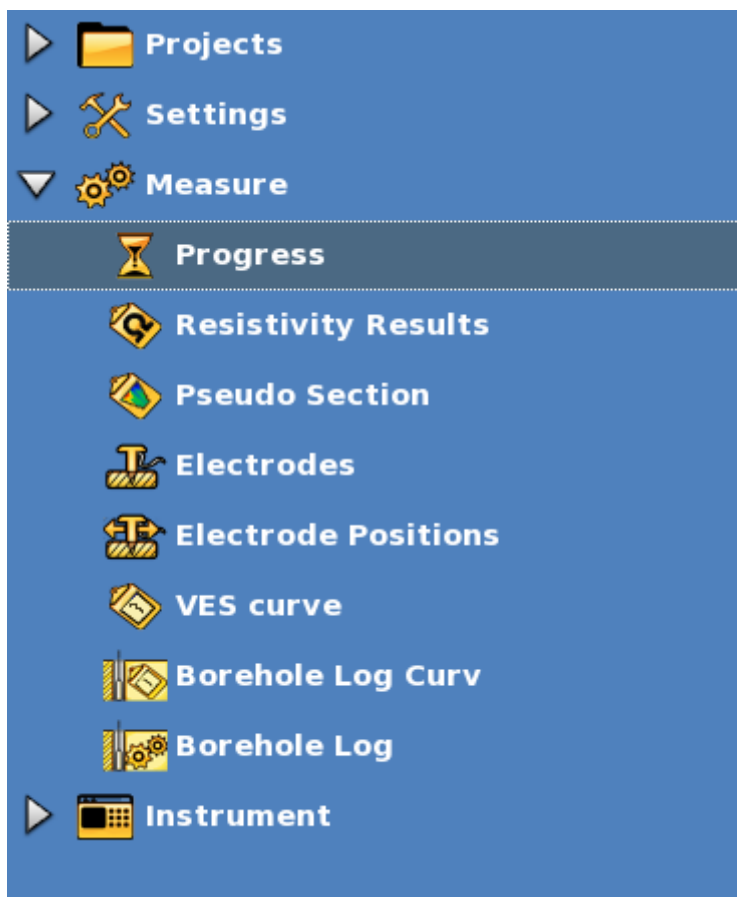 Projects
Settings
Measure
Progress
Resistivity Results
Pseudo Section
Electrodes
Electrode Positions
VES curve
Borehole Log Curv
Borehole Log
Instrument